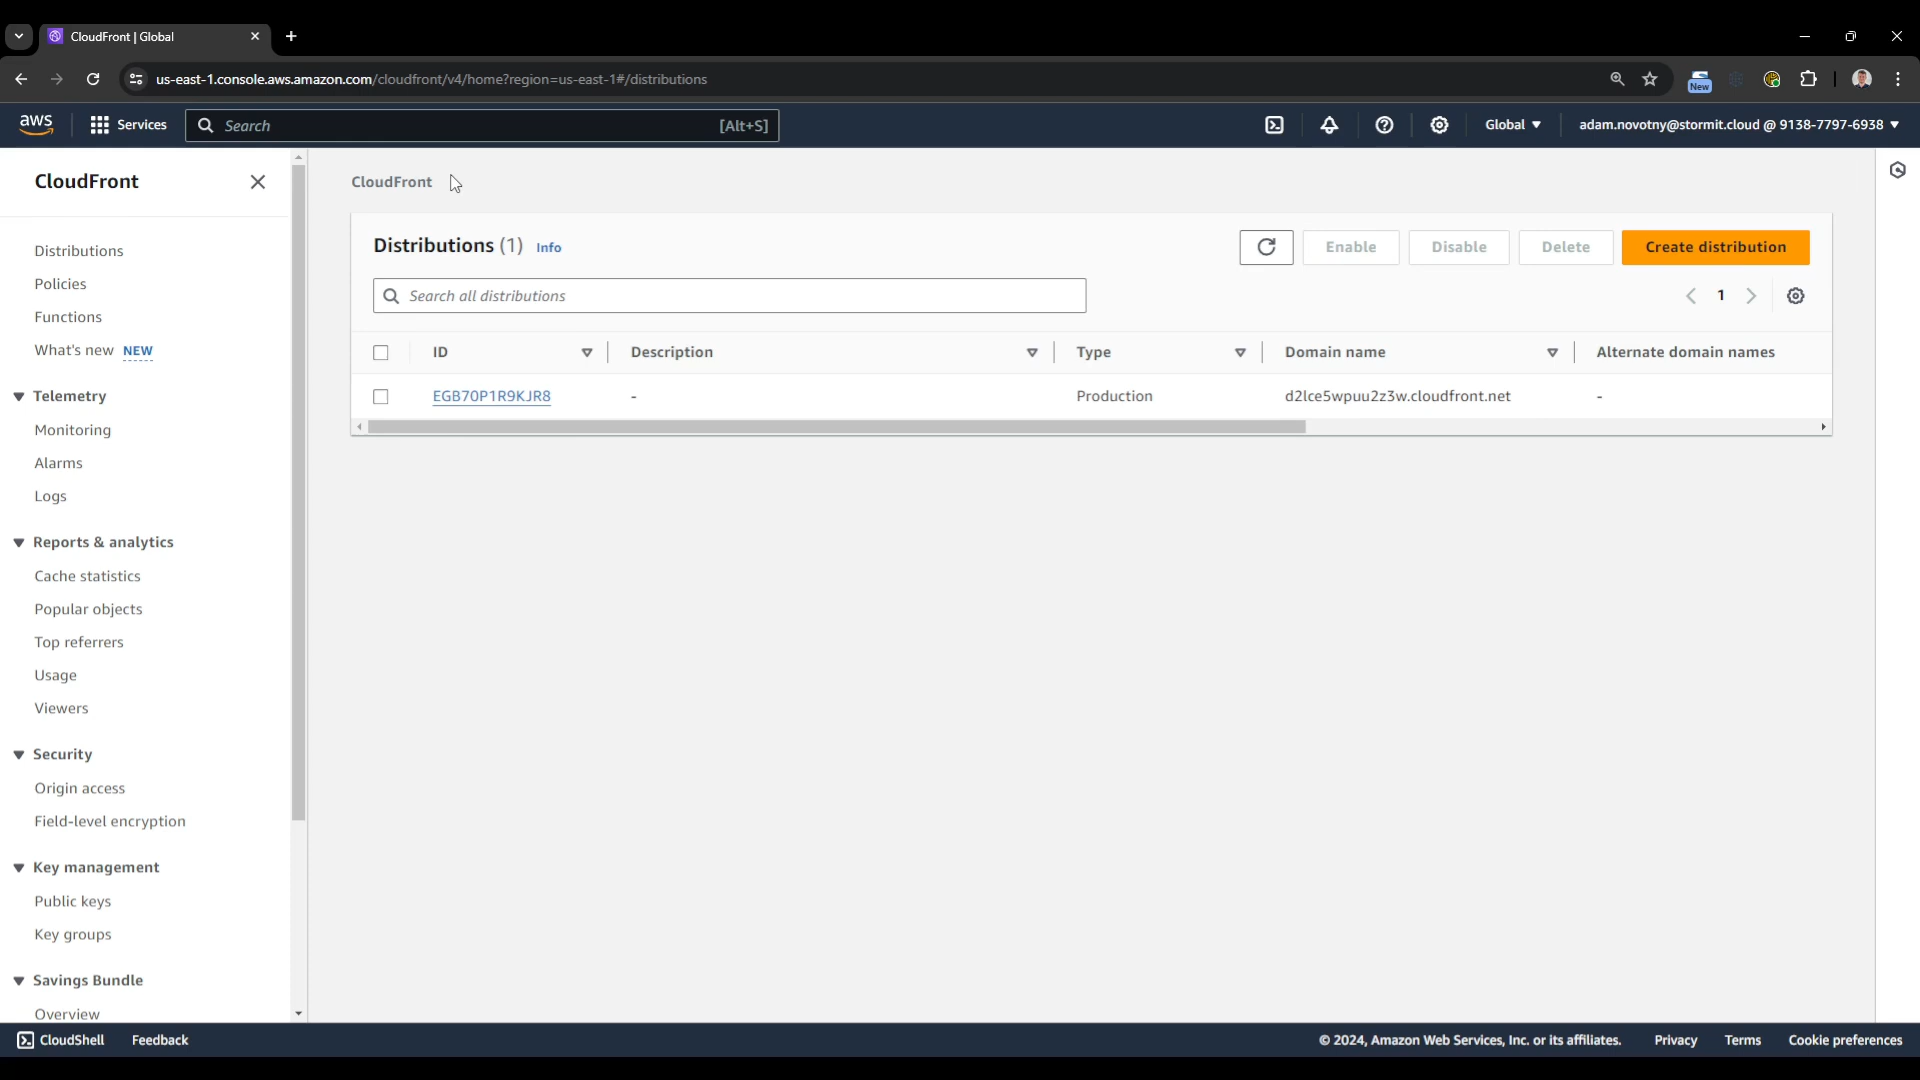 CloudFront | Global
us-east-1.console.aws.amazon.com/cloudfront/v4/home?region=us-east-1#/distributions
New
aws
Services
Search
[Alt+S]
Global
adam.novotny@stormit.cloud @ 9138-7797-6938
CloudFront
Distributions
Policies
Functions
What's new NEW
Telemetry
Monitoring
Alarms
Logs
Reports & analytics
Cache statistics
Popular objects
Top referrers
Usage
Viewers
Security
Origin access
Field-level encryption
Key management
Public keys
Key groups
Savings Bundle
Overview
CloudFront
Distributions (1) Info
Enable
Disable
Delete
Create distribution
Search all distributions
1
ID
Description
Type
Domain name
Alternate domain names
EGB70P1R9KJR8
-
Production
d2lce5wpuu2z3w.cloudfront.net
-
CloudShell
Feedback
© 2024, Amazon Web Services, Inc. or its affiliates.
Privacy
Terms
Cookie preferences